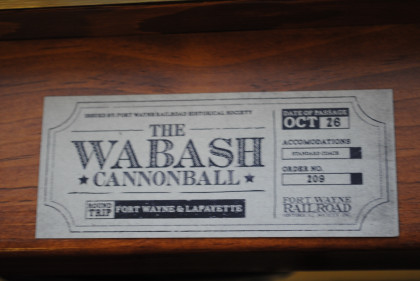 ISSUED BY: FORT WAYNE RAILROAD HISTORICAL SOCIETY
THE
WABASH
CANNONBALL
ROUND TRIP
FORT WAYNE & LAFAYETTE
DATE OF PASSAGE
OCT 26
ACCOMODATIONS
STANDARD COACH
ORDER NO.
209
FORT WAYNE
RAILROAD